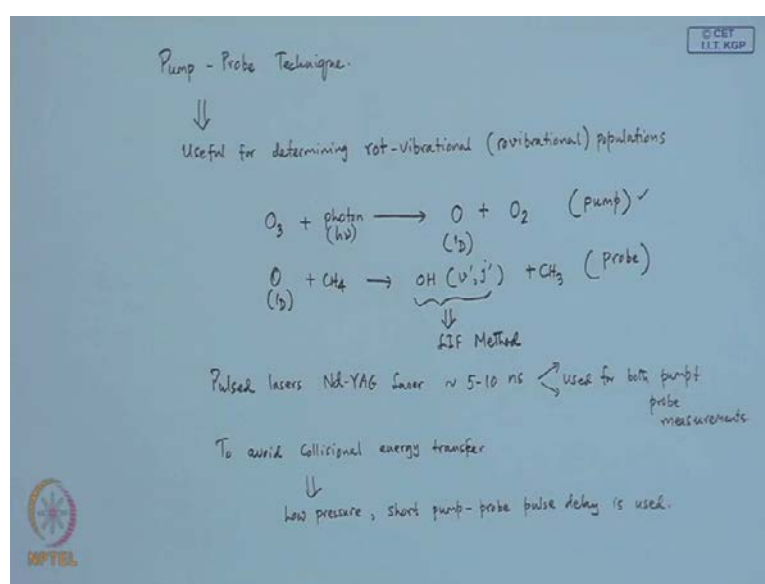 © CET
I.I.T. KGP
Pump - Probe Technique.
⇓
Useful for determining rot-vibrational (rovibrational) populations
O₃ + photon (hν) ⟶ O (¹D) + O₂ (pump) ✓
O (¹D) + CH₄ → OH (v', j') + CH₃ (probe)
⇓
LIF Method
Pulsed lasers Nd-YAG laser ~ 5-10 ns used for both pump +
probe
measurements
To avoid collisional energy transfer
⇓
Low pressure, short pump-probe pulse delay is used.
NPTEL